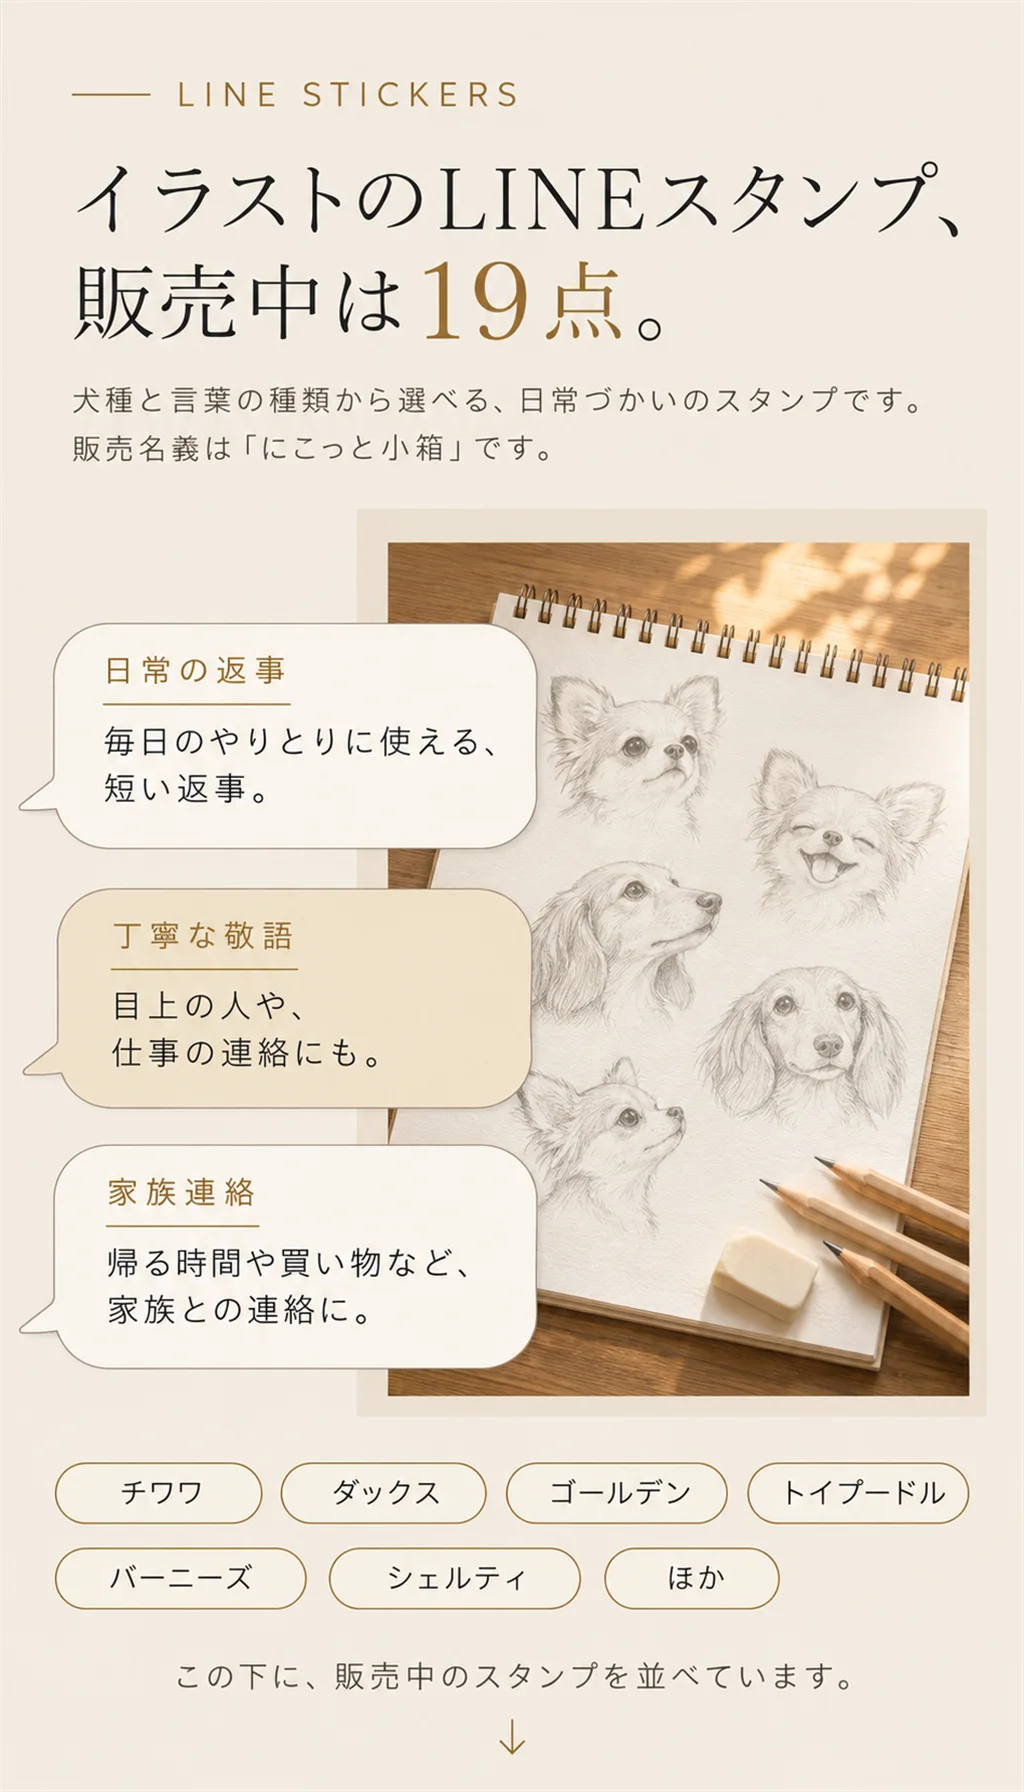 LINE STICKERS
イラストのLINEスタンプ、
販売中は19点。
犬種と言葉の種類から選べる、日常づかいのスタンプです。
販売名義は「にこっと小箱」です。
日常の返事
毎日のやりとりに使える、
短い返事。
丁寧な敬語
目上の人や、
仕事の連絡にも。
家族連絡
帰る時間や買い物など、
家族との連絡に。
チワワ
ダックス
ゴールデン
トイプードル
バーニーズ
シェルティ
ほか
この下に、販売中のスタンプを並べています。
↓